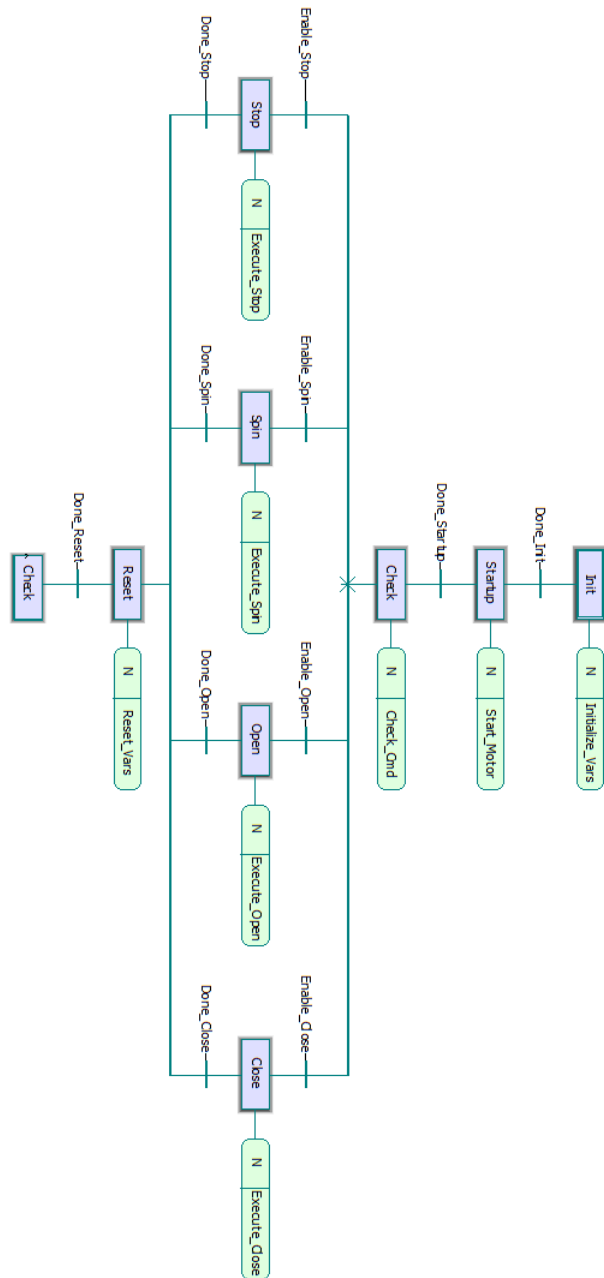 Init
N Initialize_Vars
Done_Init
Startup
N Start_Motor
Done_Startup
Check
N Check_Cmd
Enable_Stop
Enable_Spin
Enable_Open
Enable_Close
Stop
N Execute_Stop
Spin
N Execute_Spin
Open
N Execute_Open
Close
N Execute_Close
Done_Stop
Done_Spin
Done_Open
Done_Close
Reset
N Reset_Vars
Done_Reset
Check